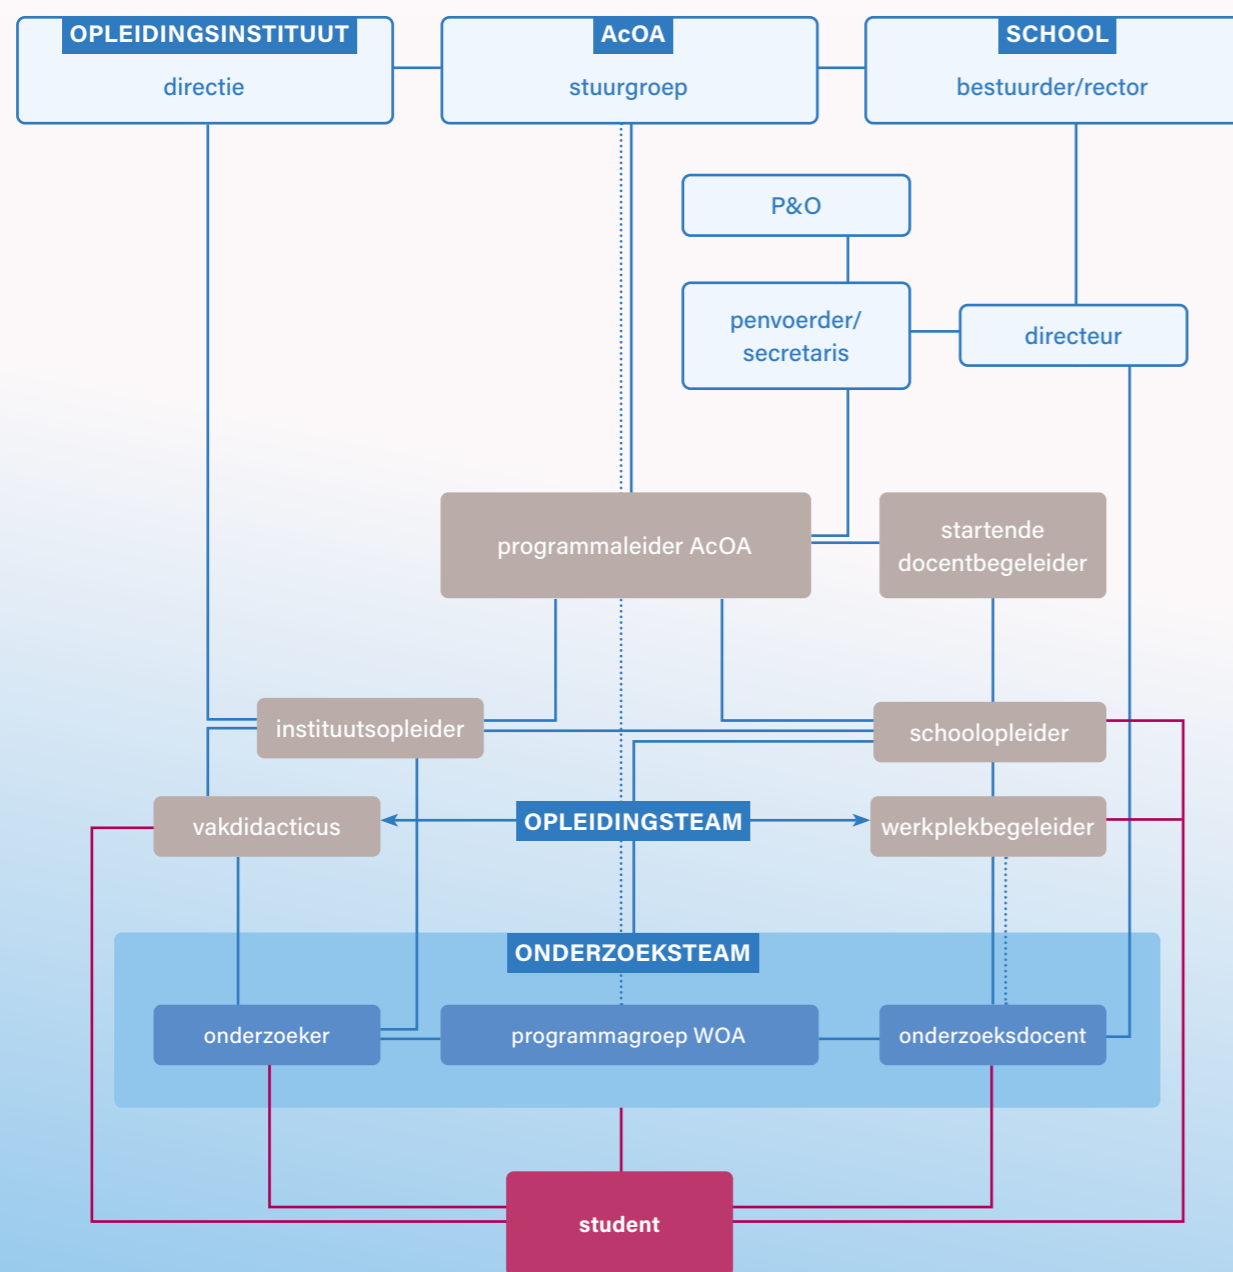 OPLEIDINGSINSTITUUT
directie
AcOA
stuurgroep
SCHOOL
bestuurder/rector
P&O
penvoerder/
secretaris
directeur
programmaleider AcOA
startende
docentbegeleider
instituutsopleider
schoolopleider
vakdidacticus
OPLEIDINGSTEAM
werkplekbegeleider
ONDERZOEKSTEAM
onderzoeker
programmagroep WOA
onderzoeksdocent
student